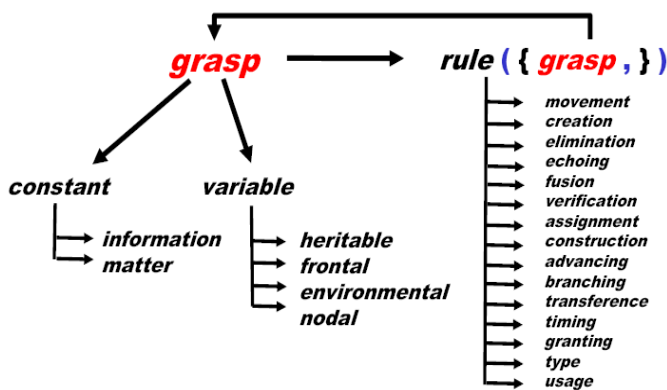 grasp
rule ( { grasp , } )
constant
information
matter
variable
heritable
frontal
environmental
nodal
movement
creation
elimination
echoing
fusion
verification
assignment
construction
advancing
branching
transference
timing
granting
type
usage